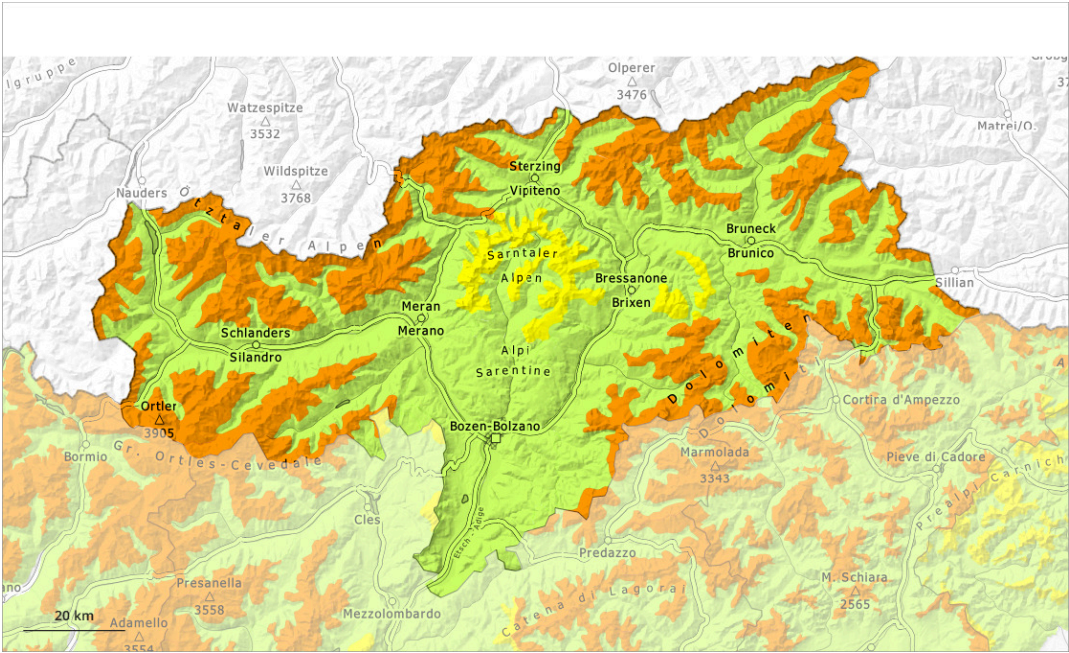 Olperer
3476
Watzespitze
3532
Matrei/O.
Wildspitze
3768
Nauders
Ötztaler Alpen
Sterzing
Vipiteno
Bruneck
Brunico
Sarntaler
Alpen
Bressanone
Brixen
Sillian
Meran
Merano
Schlanders
Silandro
Alpi
Sarentine
Dolomiten
Dolomiti
Ortler
3905
Cortina d'Ampezzo
Bozen-Bolzano
Gr. Ortles-Cevedale
Bormio
Marmolada
3343
Pieve di Cadore
Prealpi Carnich
Cles
Etsch - Adige
Predazzo
Presanella
3558
M. Schiara
2565
Catena di Lagorai
Mezzolombardo
Adamello
3554
20 km